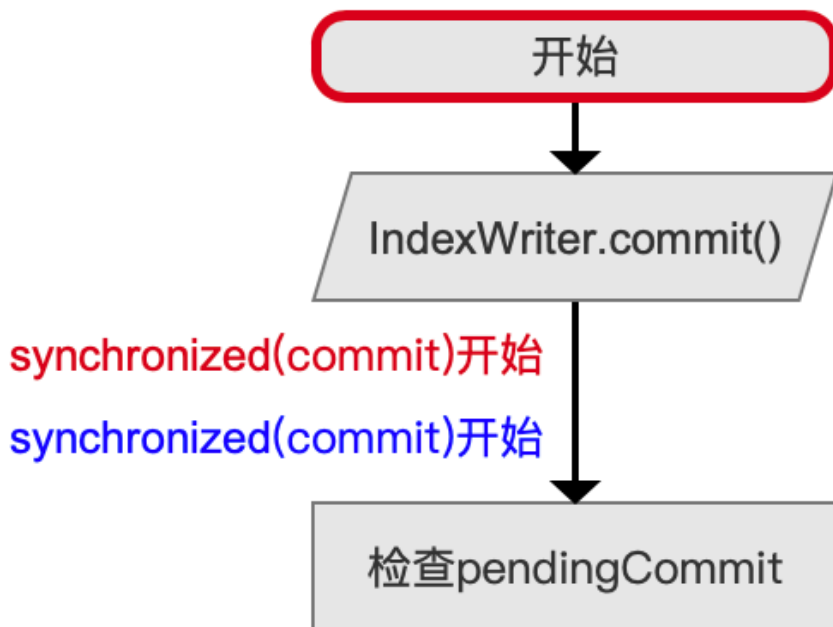 开始
IndexWriter.commit()
synchronized(commit)开始
synchronized(commit)开始
检查pendingCommit